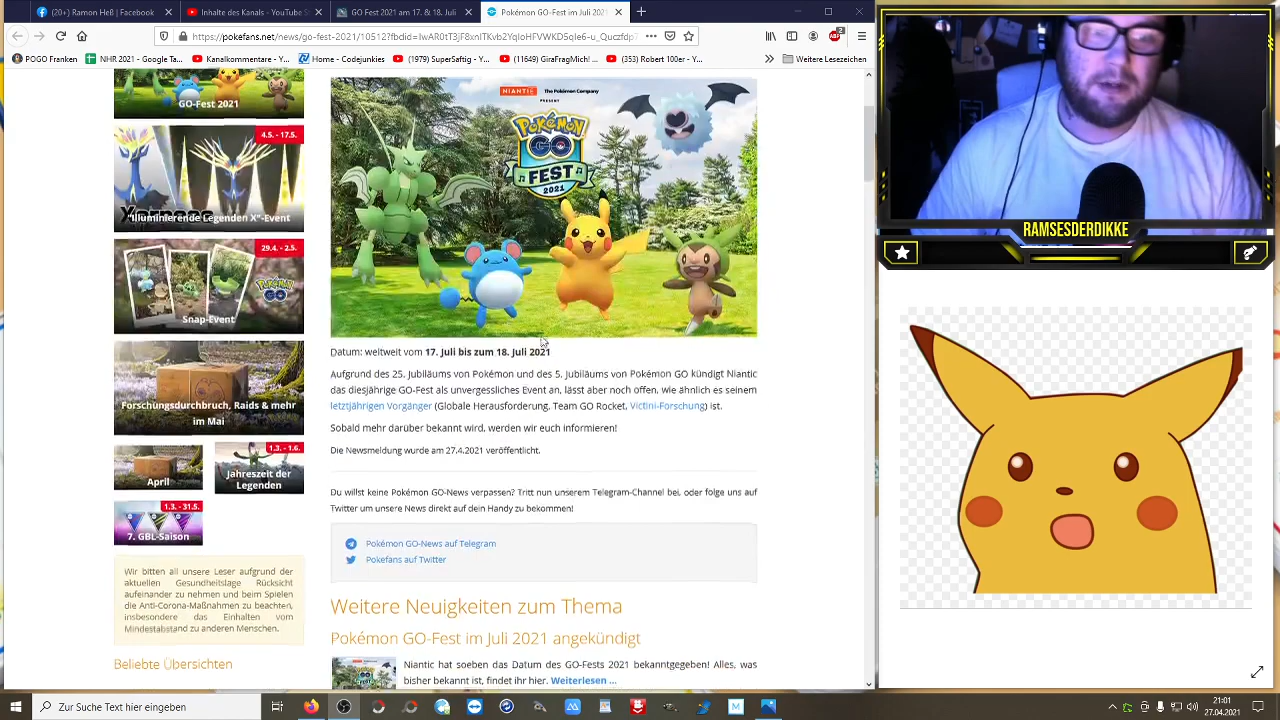 (20+) Ramon Heß | Facebook
Inhalte des Kanals - YouTube S
GO Fest 2021 am 17. & 18. Juli
Pokémon GO-Fest im Juli 2021
https://pokefans.net/news/go-fest-2021/
POGO Franken
NHR 2021 - Google Ta...
Kanalkommentare - Y...
Home - Codejunkies
(1979) SuperSaftig - Y...
(11649) GiraFragMich! ...
(353) Robert 100er - Y...
Weitere Lesezeichen
GO-Fest 2021
4.5. - 17.5.
"Illuminierende Legenden X"-Event
29.4. - 2.5.
Pokémon GO
Snap-Event
Forschungsdurchbruch, Raids & mehr
im Mai
April
1.3. - 1.6.
Jahreszeit der
Legenden
1.3. - 31.5.
7. GBL-Saison
Wir bitten all unsere Leser aufgrund der
aktuellen Gesundheitslage Rücksicht
aufeinander zu nehmen und beim Spielen
die Anti-Corona-Maßnahmen zu beachten,
insbesondere das Einhalten vom
Mindestabstand zu anderen Menschen.
Beliebte Übersichten
NIANTIC The Pokémon Company
PRESENT
Pokémon
GO
FEST
2021
Datum: weltweit vom 17. Juli bis zum 18. Juli 2021
Aufgrund des 25. Jubiläums von Pokémon und des 5. Jubiläums von Pokémon GO kündigt Niantic
das diesjährige GO-Fest als unvergessliches Event an, lässt aber noch offen, wie ähnlich es seinem
letztjährigen Vorgänger (Globale Herausforderung, Team GO Rocket, Victini-Forschung) ist.
Sobald mehr darüber bekannt wird, werden wir euch informieren!
Die Newsmeldung wurde am 27.4.2021 veröffentlicht.
Du willst keine Pokémon GO-News verpassen? Tritt nun unserem Telegram-Channel bei, oder folge uns auf
Twitter um unsere News direkt auf dein Handy zu bekommen!
Pokémon GO-News auf Telegram
Pokefans auf Twitter
Weitere Neuigkeiten zum Thema
Pokémon GO-Fest im Juli 2021 angekündigt
Niantic hat soeben das Datum des GO-Fests 2021 bekanntgegeben! Alles, was
bisher bekannt ist, findet ihr hier. Weiterlesen ...
RAMSESDERDIKKE
Zur Suche Text hier eingeben
21:01
27.04.2021